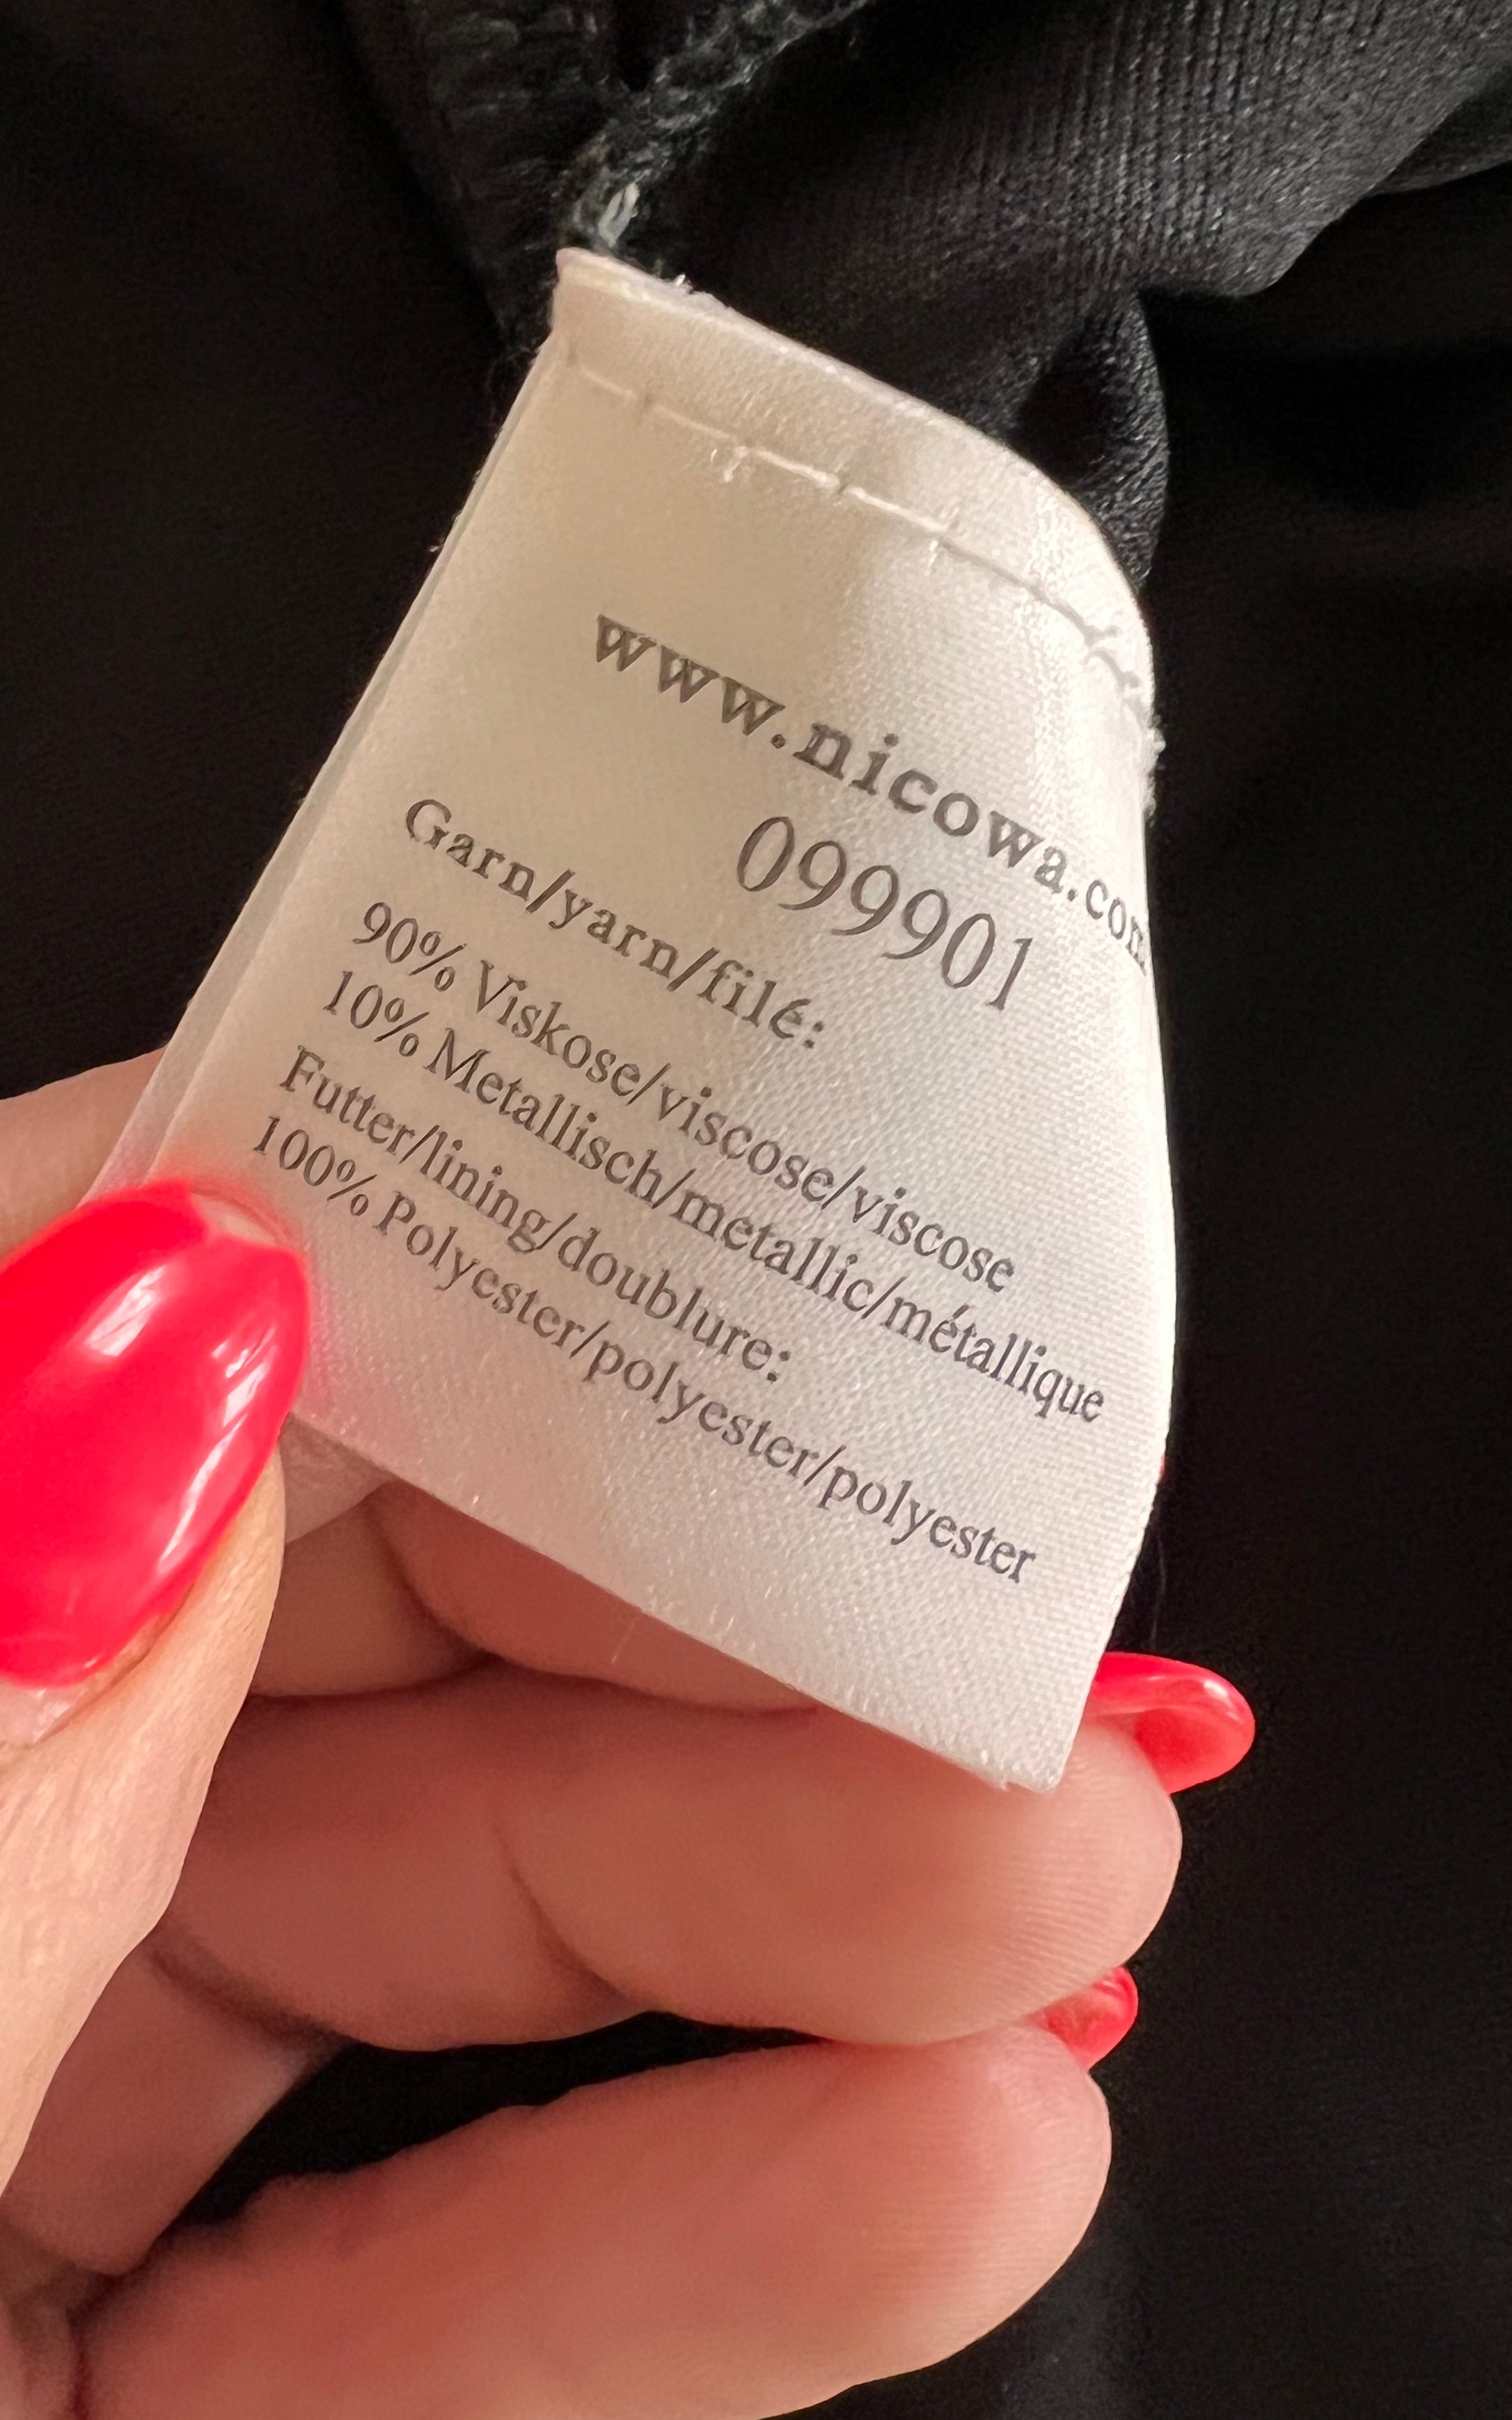 www.nicowa.com
099901
Garn/yarn/filé:
90% Viskose/viscose/viscose
10% Metallisch/metallic/métallique
Futter/lining/doublure:
100% Polyester/polyester/polyester